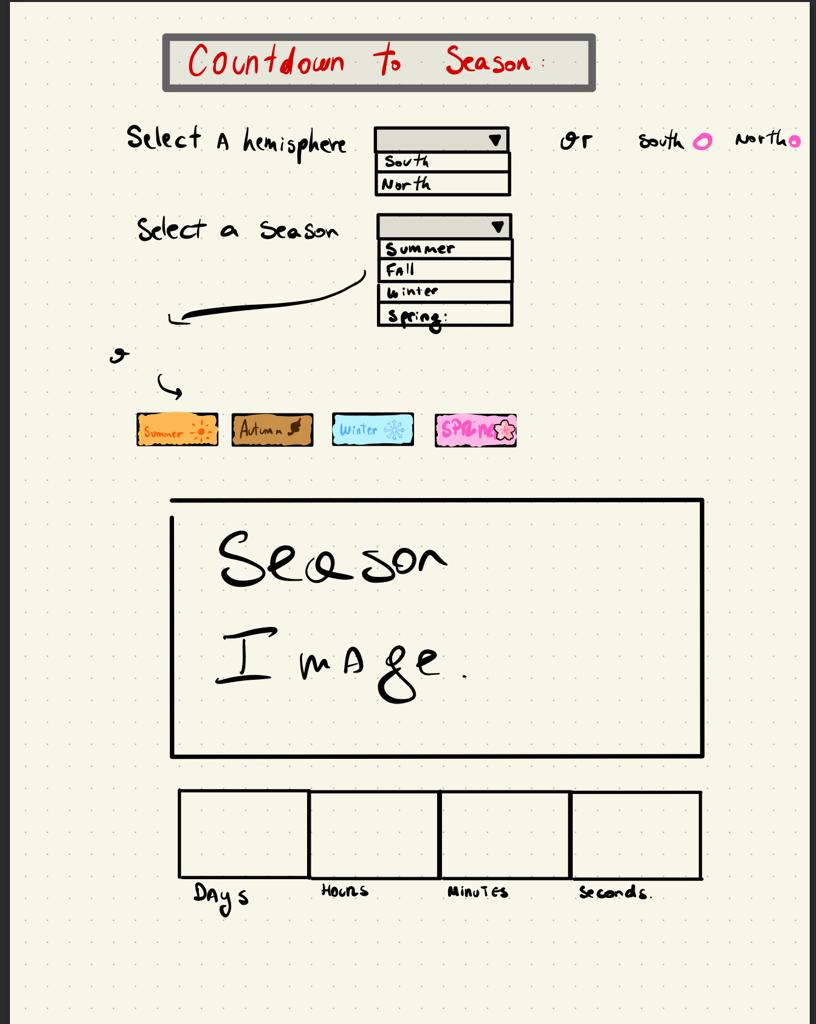 Countdown to Season:
Select A hemisphere
South
North
or South North
Select a Season
Summer
Fall
Winter
Spring:
Summer Autumn Winter SPRING
Season
Image.
DAys Hours Minutes Seconds.